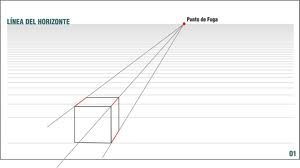 Punto de Fuga
LÍNEA DEL HORIZONTE
01